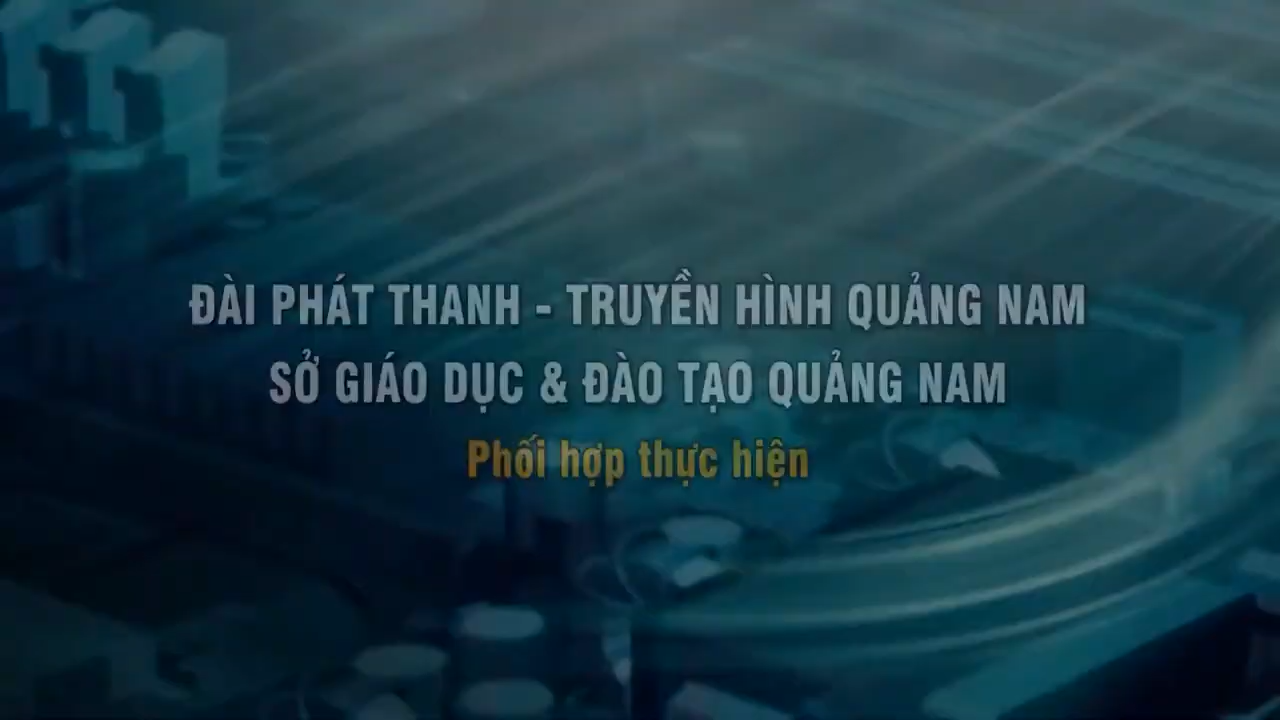 ĐÀI PHÁT THANH - TRUYỀN HÌNH QUẢNG NAM
SỞ GIÁO DỤC & ĐÀO TẠO QUẢNG NAM
Phối hợp thực hiện